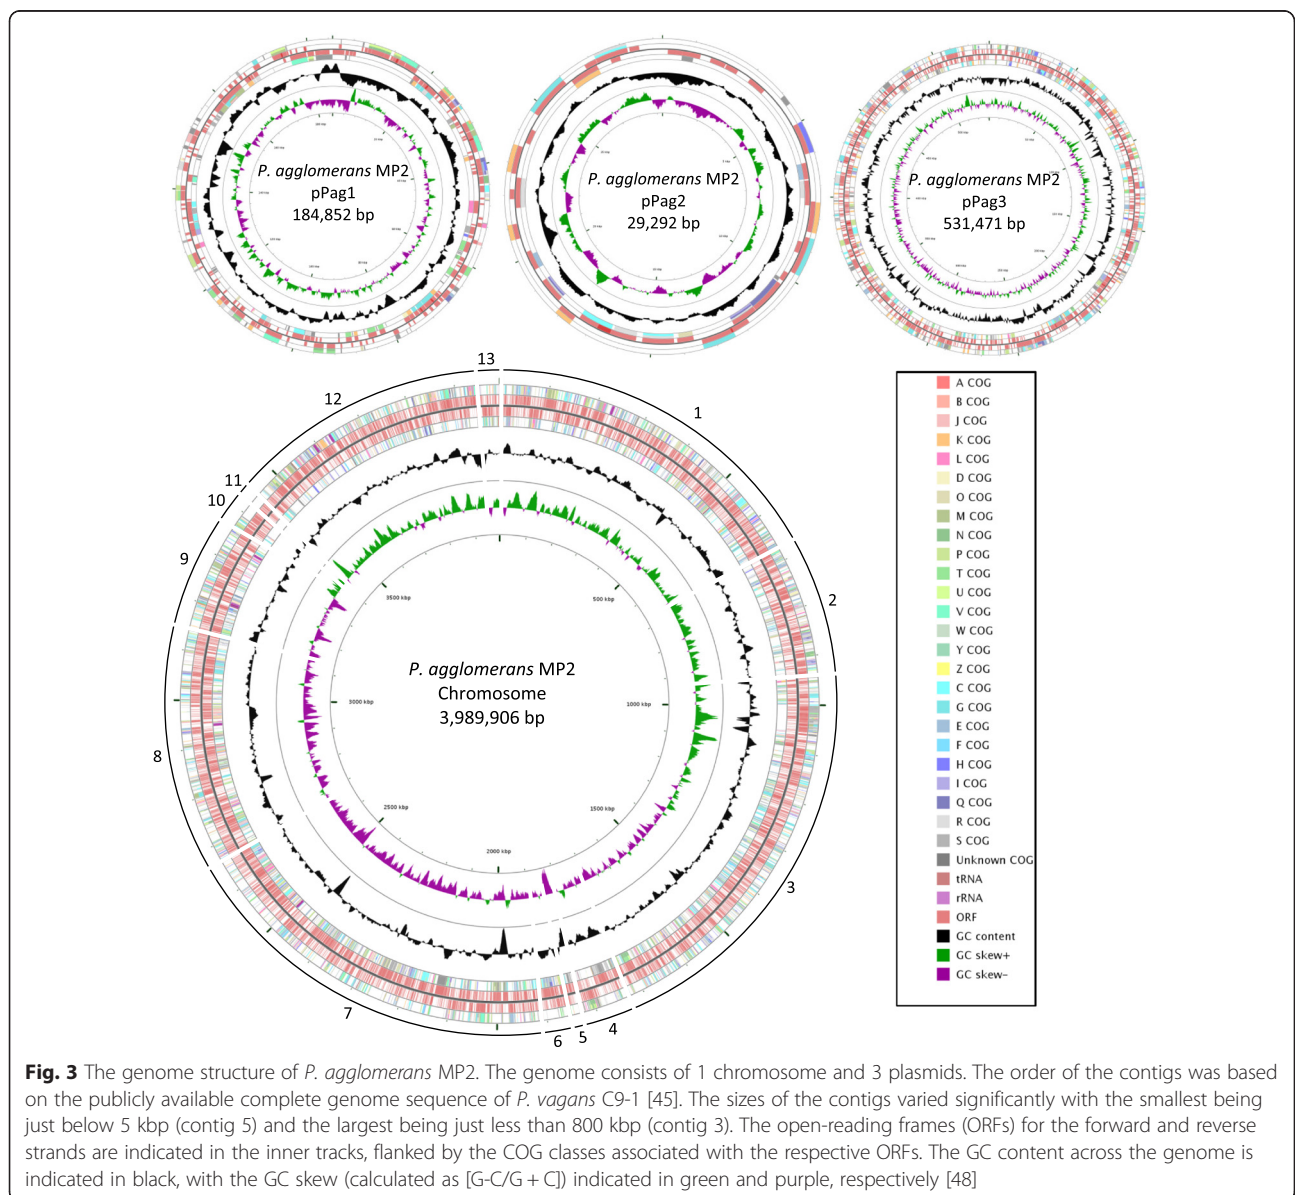 P. agglomerans MP2
pPag1
184,852 bp
P. agglomerans MP2
pPag2
29,292 bp
P. agglomerans MP2
pPag3
531,471 bp
13
12
1
11
10
9
2
8
3
7
4
5
6
500 kbp
1000 kbp
1500 kbp
2000 kbp
2500 kbp
3000 kbp
3500 kbp
P. agglomerans MP2
Chromosome
3,989,906 bp
A COG
B COG
J COG
K COG
L COG
D COG
O COG
M COG
N COG
P COG
T COG
U COG
V COG
W COG
Y COG
Z COG
C COG
G COG
E COG
F COG
H COG
I COG
Q COG
R COG
S COG
Unknown COG
tRNA
rRNA
ORF
GC content
GC skew+
GC skew-
Fig. 3 The genome structure of P. agglomerans MP2. The genome consists of 1 chromosome and 3 plasmids. The order of the contigs was based
on the publicly available complete genome sequence of P. vagans C9-1 [45]. The sizes of the contigs varied significantly with the smallest being
just below 5 kbp (contig 5) and the largest being just less than 800 kbp (contig 3). The open-reading frames (ORFs) for the forward and reverse
strands are indicated in the inner tracks, flanked by the COG classes associated with the respective ORFs. The GC content across the genome is
indicated in black, with the GC skew (calculated as [G-C/G + C]) indicated in green and purple, respectively [48]